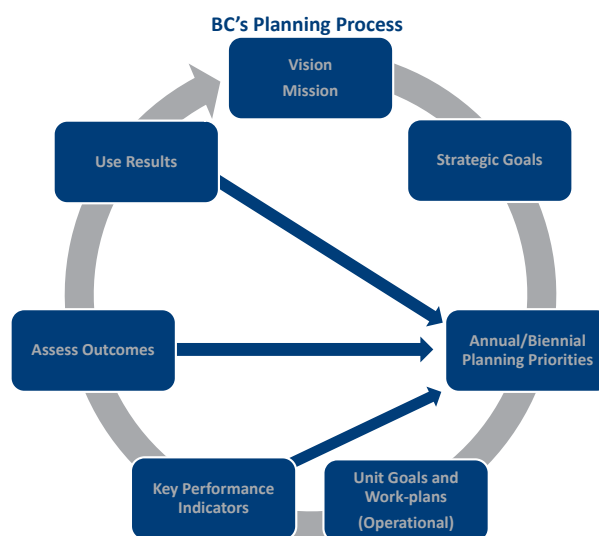 BC's Planning Process
Vision
Mission
Strategic Goals
Annual/Biennial
Planning Priorities
Unit Goals and
Work-plans
(Operational)
Key Performance
Indicators
Assess Outcomes
Use Results